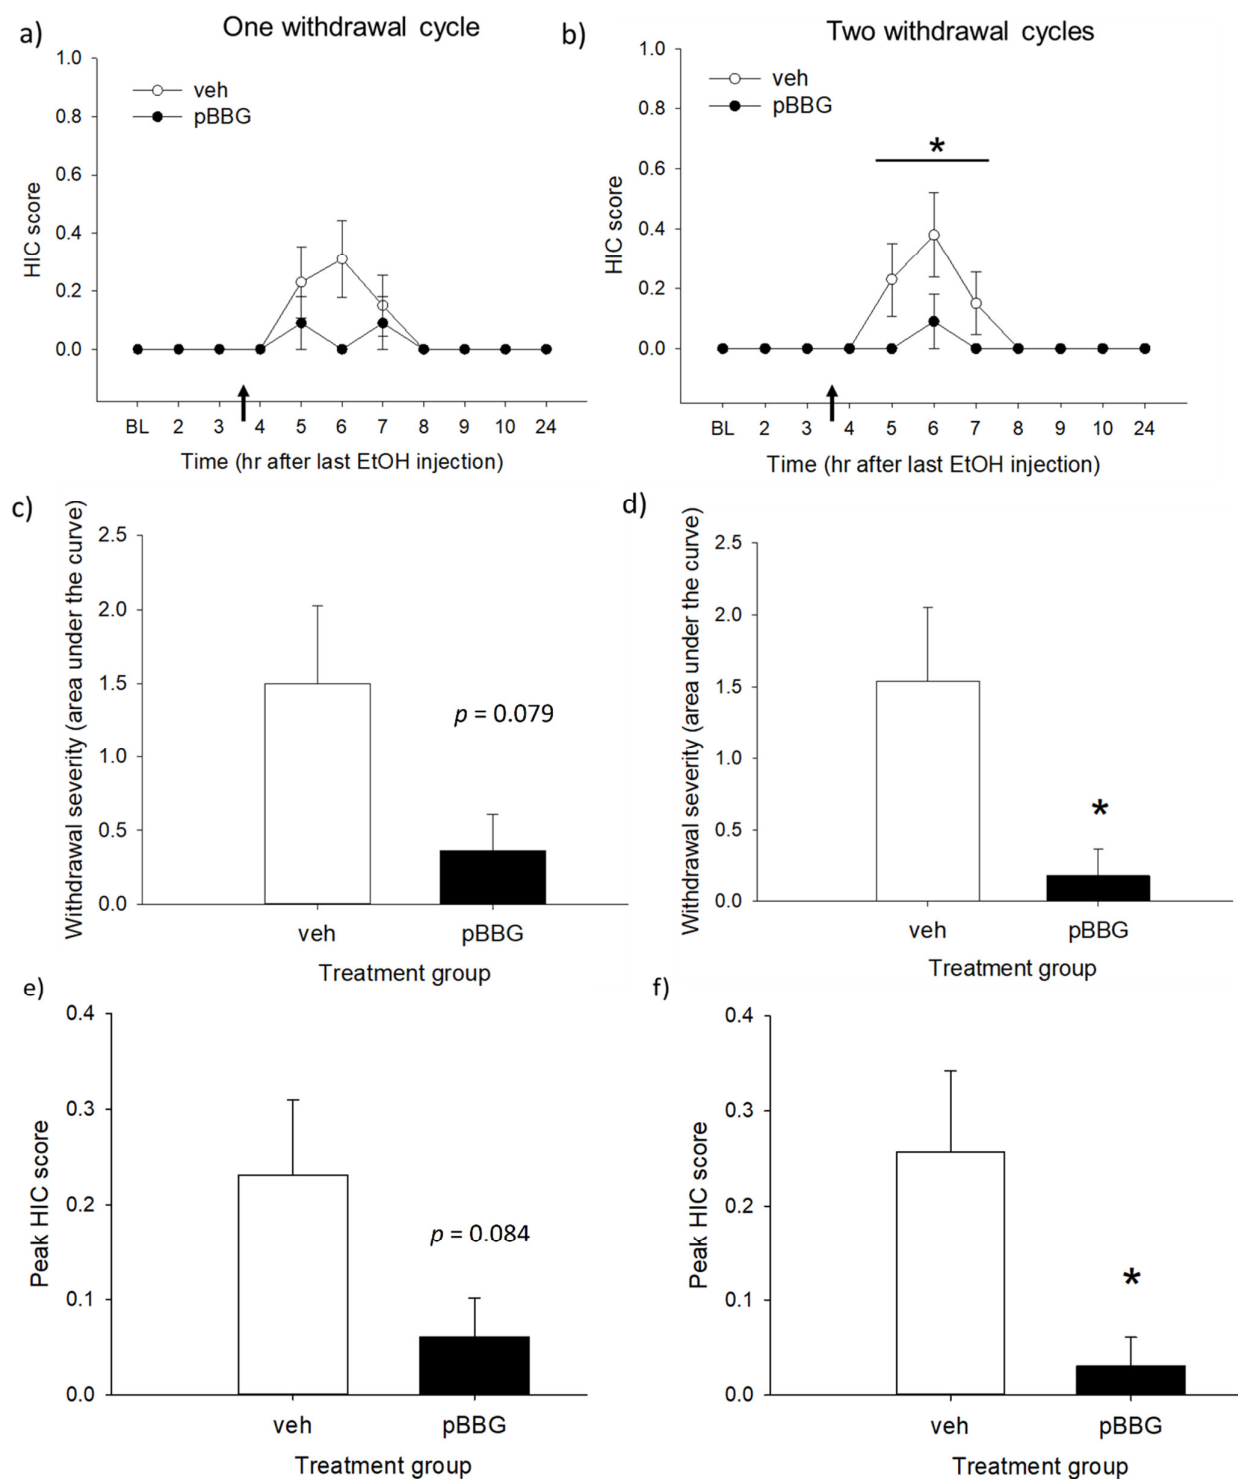 a)
One withdrawal cycle
1.0
0.8
0.6
0.4
0.2
0.0
HIC score
veh
pBBG
BL 2 3 4 5 6 7 8 9 10 24
Time (hr after last EtOH injection)
b)
Two withdrawal cycles
1.0
0.8
0.6
0.4
0.2
0.0
HIC score
veh
pBBG
*
BL 2 3 4 5 6 7 8 9 10 24
Time (hr after last EtOH injection)
c)
Withdrawal severity (area under the curve)
2.5
2.0
1.5
1.0
0.5
0.0
p = 0.079
veh pBBG
Treatment group
d)
Withdrawal severity (area under the curve)
2.5
2.0
1.5
1.0
0.5
0.0
*
veh pBBG
Treatment group
e)
Peak HIC score
0.4
0.3
0.2
0.1
0.0
p = 0.084
veh pBBG
Treatment group
f)
Peak HIC score
0.4
0.3
0.2
0.1
0.0
*
veh pBBG
Treatment group